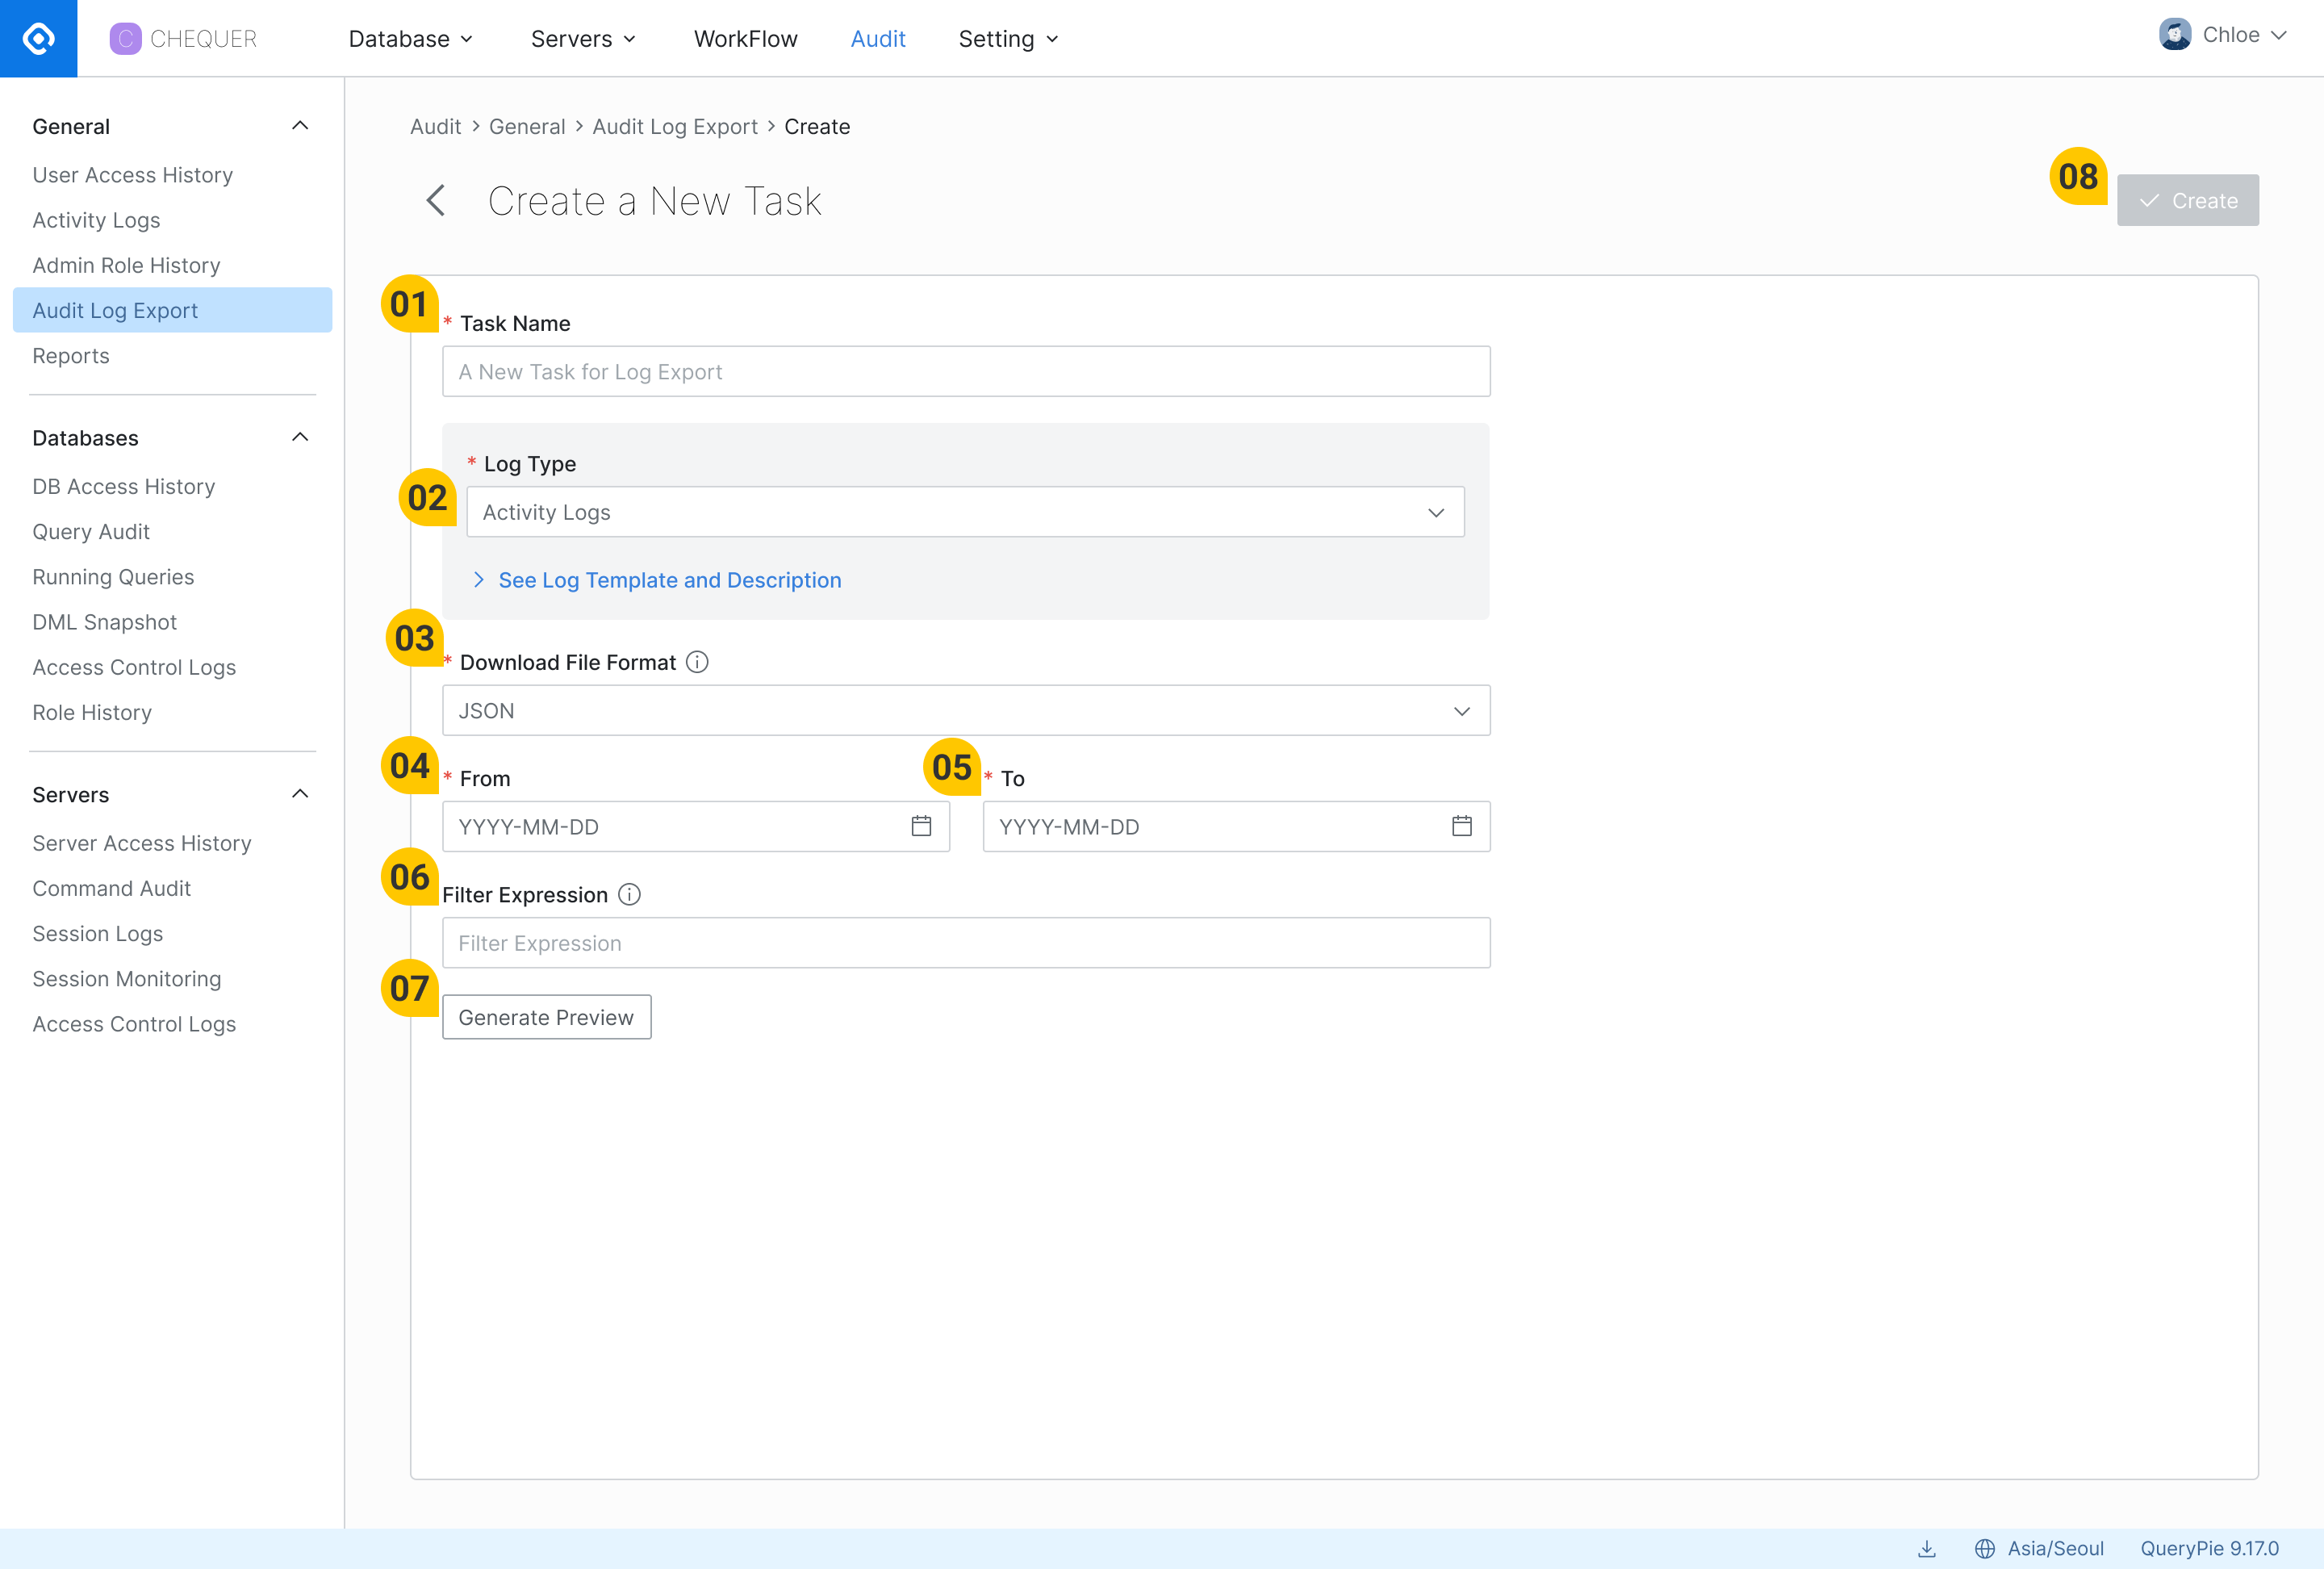 C CHEQUER Database Servers WorkFlow Audit Setting Chloe
General
User Access History
Activity Logs
Admin Role History
Audit Log Export
Reports
Databases
DB Access History
Query Audit
Running Queries
DML Snapshot
Access Control Logs
Role History
Servers
Server Access History
Command Audit
Session Logs
Session Monitoring
Access Control Logs
Audit > General > Audit Log Export > Create
Create a New Task
08 Create
01 * Task Name
A New Task for Log Export
* Log Type
02 Activity Logs
See Log Template and Description
03 * Download File Format
JSON
04 * From 05 * To
YYYY-MM-DD YYYY-MM-DD
06 Filter Expression
Filter Expression
07 Generate Preview
Asia/Seoul QueryPie 9.17.0